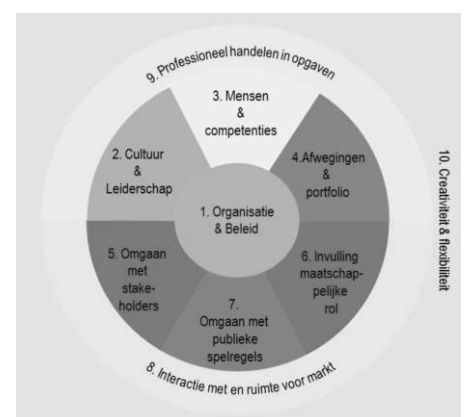 9. Professioneel handelen in opgaven
3. Mensen
&
competenties
2. Cultuur
&
Leiderschap
4.Afwegingen
&
portfolio
1. Organisatie
& Beleid
5. Omgaan
met
stake-
holders
6. Invulling
maatschap-
pelijke
rol
7.
Omgaan met
publieke
spelregels
8. Interactie met en ruimte voor markt
10. Creativiteit & flexibiliteit